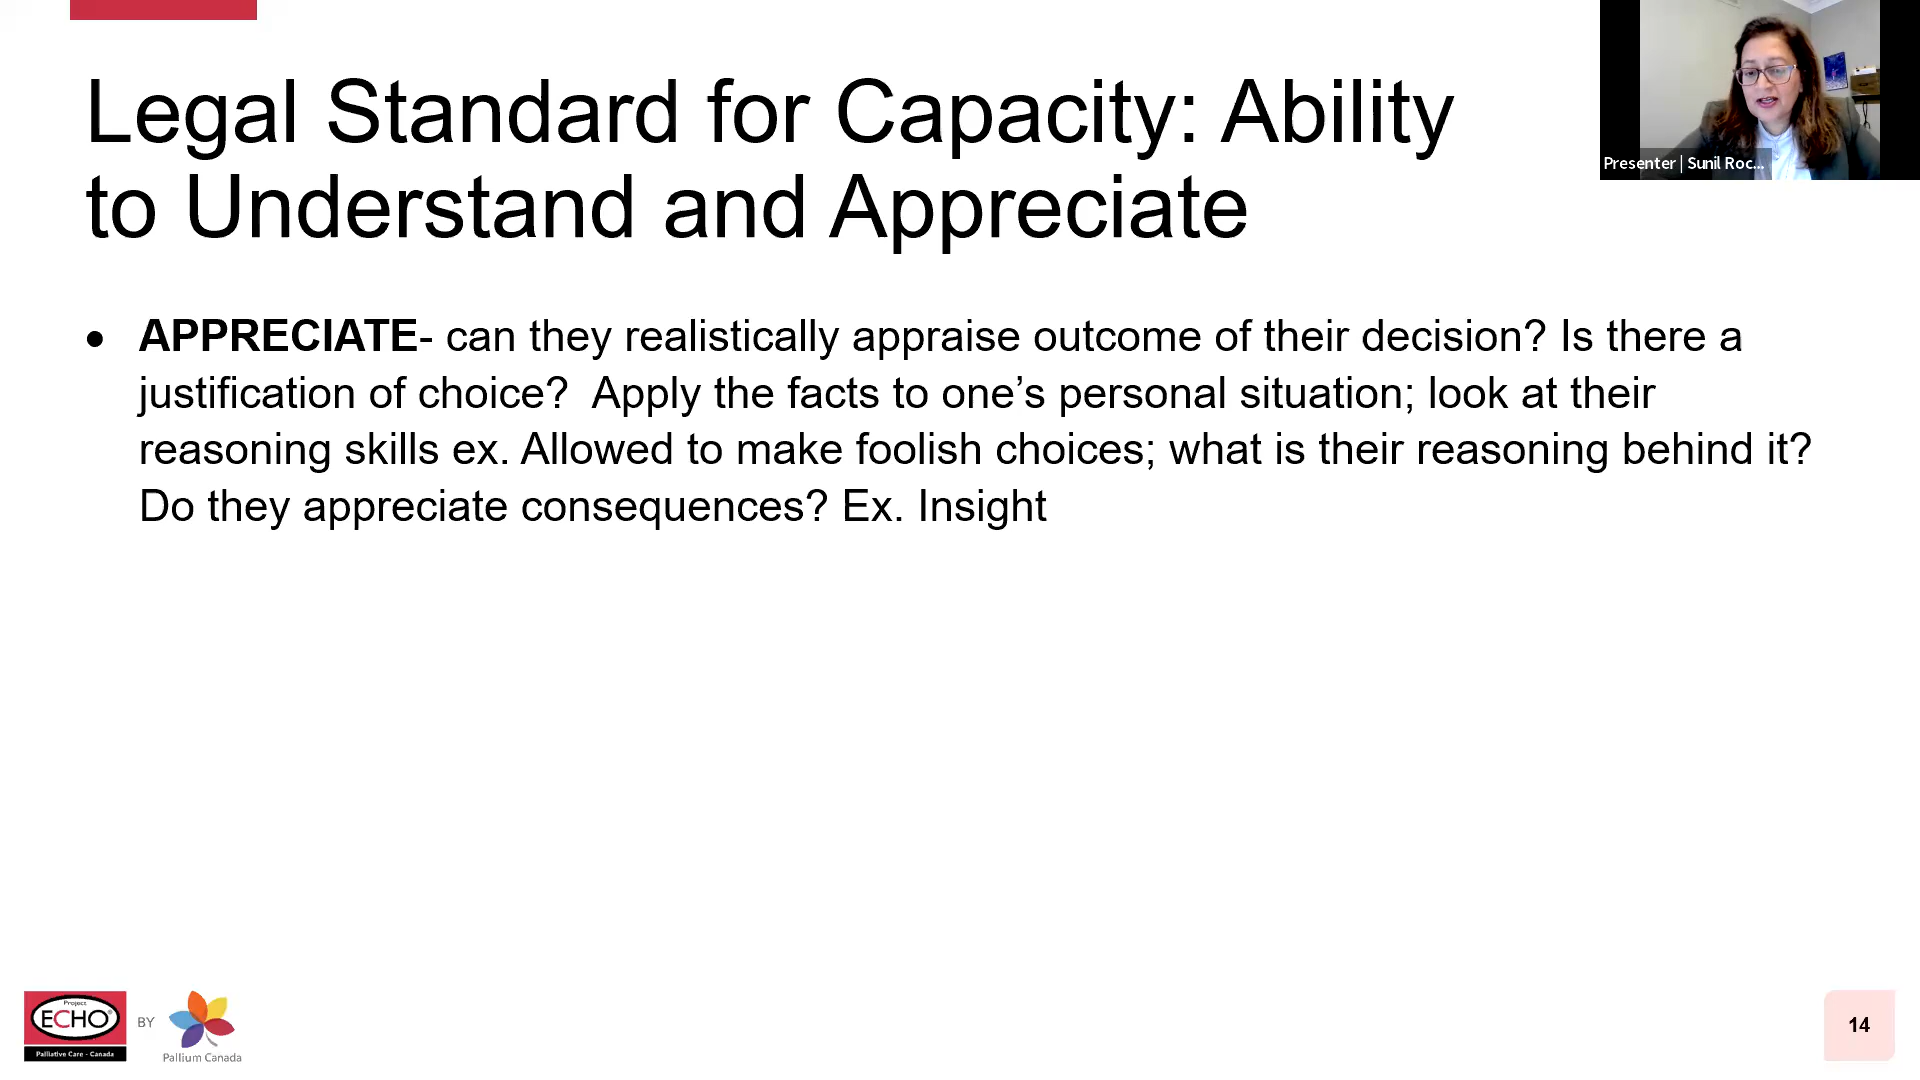 Legal Standard for Capacity: Ability
to Understand and Appreciate
Presenter | Sunil Roc...
• APPRECIATE- can they realistically appraise outcome of their decision? Is there a
justification of choice?  Apply the facts to one’s personal situation; look at their
reasoning skills ex. Allowed to make foolish choices; what is their reasoning behind it?
Do they appreciate consequences? Ex. Insight
Project
ECHO®
Palliative Care - Canada
BY
Pallium Canada
14